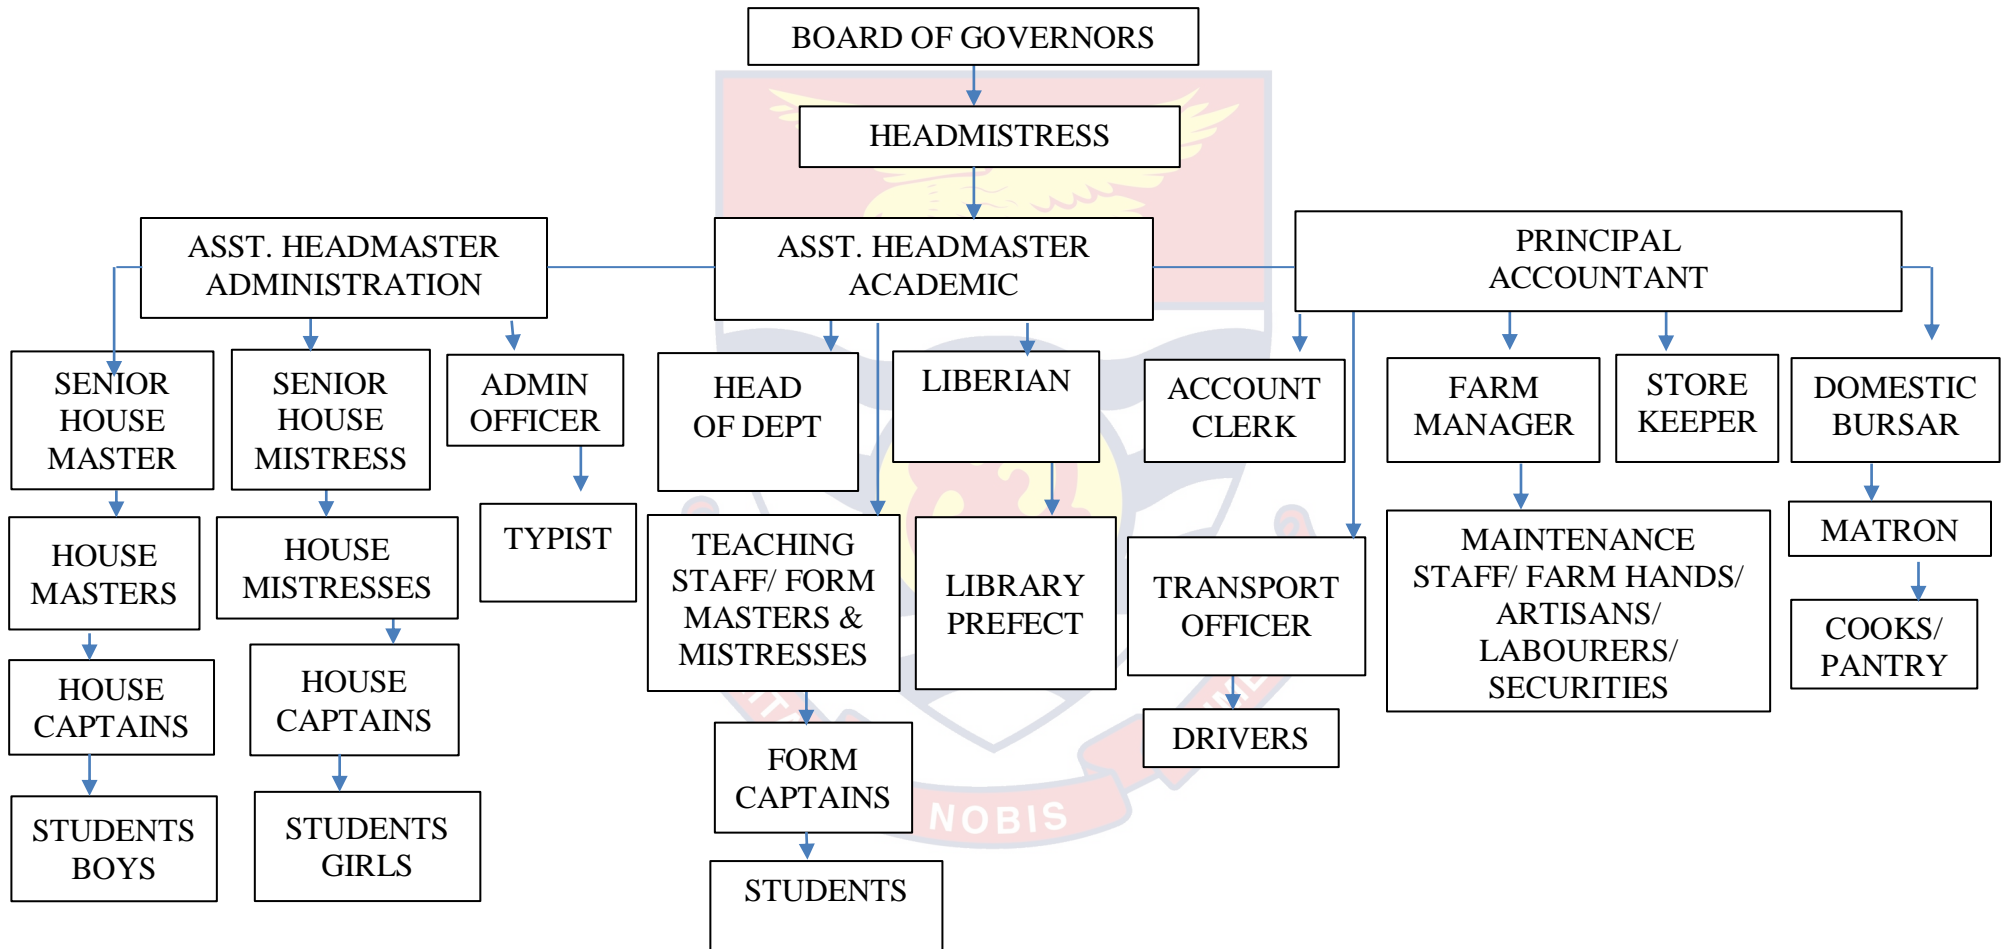 BOARD OF GOVERNORS
HEADMISTRESS
ASST. HEADMASTER
ADMINISTRATION
ASST. HEADMASTER
ACADEMIC
PRINCIPAL
ACCOUNTANT
SENIOR
HOUSE
MASTER
SENIOR
HOUSE
MISTRESS
ADMIN
OFFICER
HEAD
OF DEPT
LIBERIAN
ACCOUNT
CLERK
FARM
MANAGER
STORE
KEEPER
DOMESTIC
BURSAR
HOUSE
MASTERS
HOUSE
MISTRESSES
TYPIST
TEACHING
STAFF/ FORM
MASTERS &
MISTRESSES
LIBRARY
PREFECT
TRANSPORT
OFFICER
MAINTENANCE
STAFF/ FARM HANDS/
ARTISANS/
LABOURERS/
SECURITIES
MATRON
COOKS/
PANTRY
HOUSE
CAPTAINS
HOUSE
CAPTAINS
FORM
CAPTAINS
DRIVERS
STUDENTS
BOYS
STUDENTS
GIRLS
STUDENTS
NOBIS